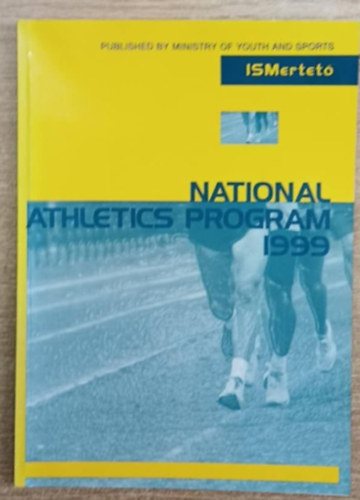 PUBLISHED BY MINISTRY OF YOUTH AND SPORTS
ISMertető
NATIONAL
ATHLETICS PROGRAM
1999